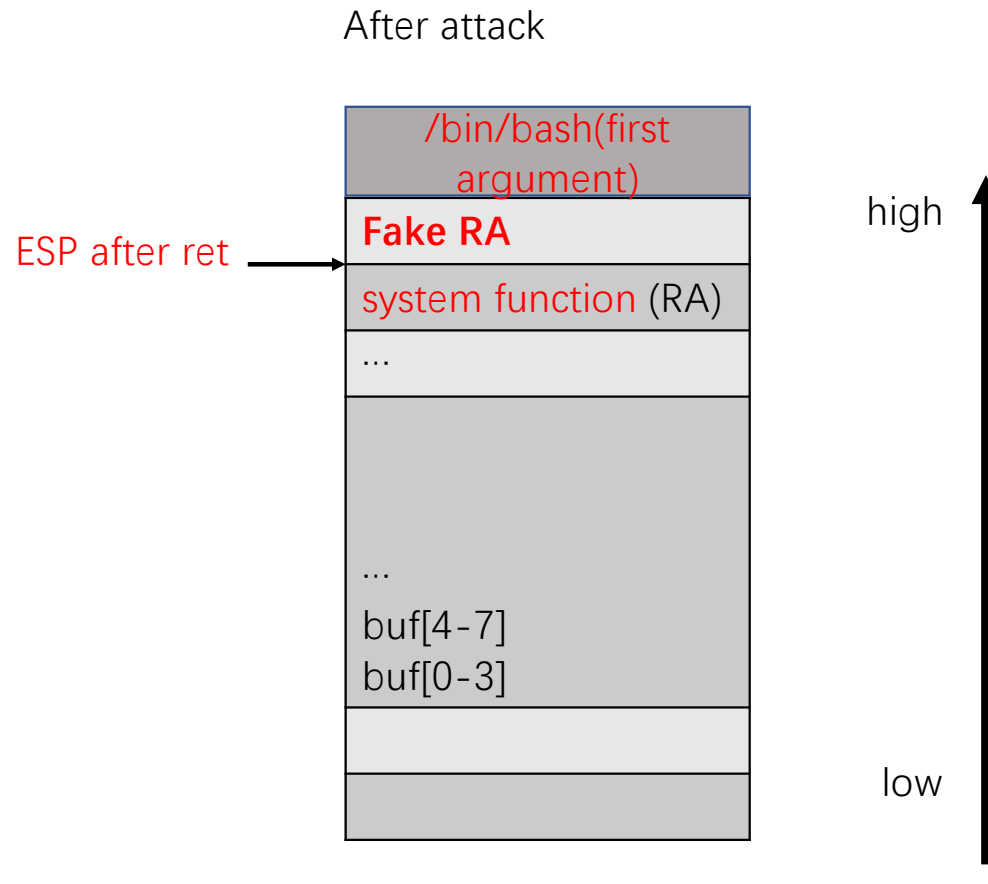 After attack
/bin/bash(first
argument)
high
Fake RA
ESP after ret
system function (RA)
...
...
buf[4-7]
buf[0-3]
low